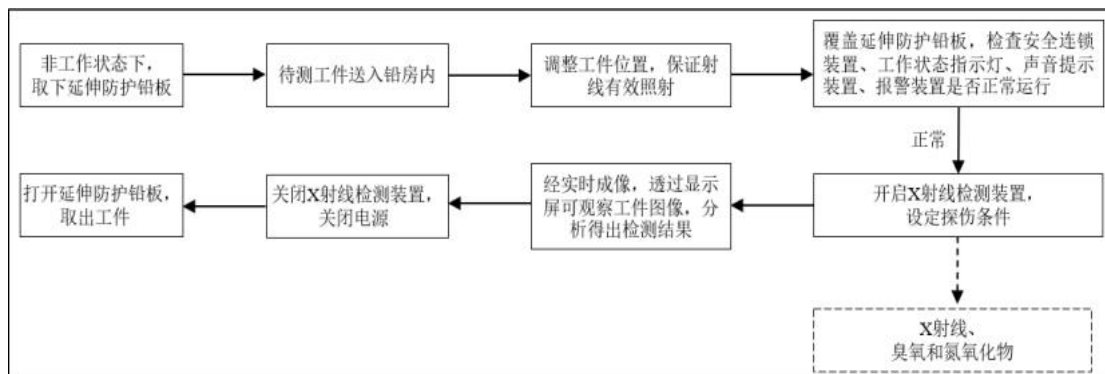 非工作状态下，
取下延伸防护铅板
待测工件送入铅房内
调整工件位置，保证射
线有效照射
覆盖延伸防护铅板，检查安全连锁
装置、工作状态指示灯、声音提示
装置、报警装置是否正常运行
正常
开启X射线检测装置，
设定探伤条件
经实时成像，透过显示
屏可观察工件图像，分
析得出检测结果
关闭X射线检测装置，
关闭电源
打开延伸防护铅板，
取出工件
X射线、
臭氧和氮氧化物